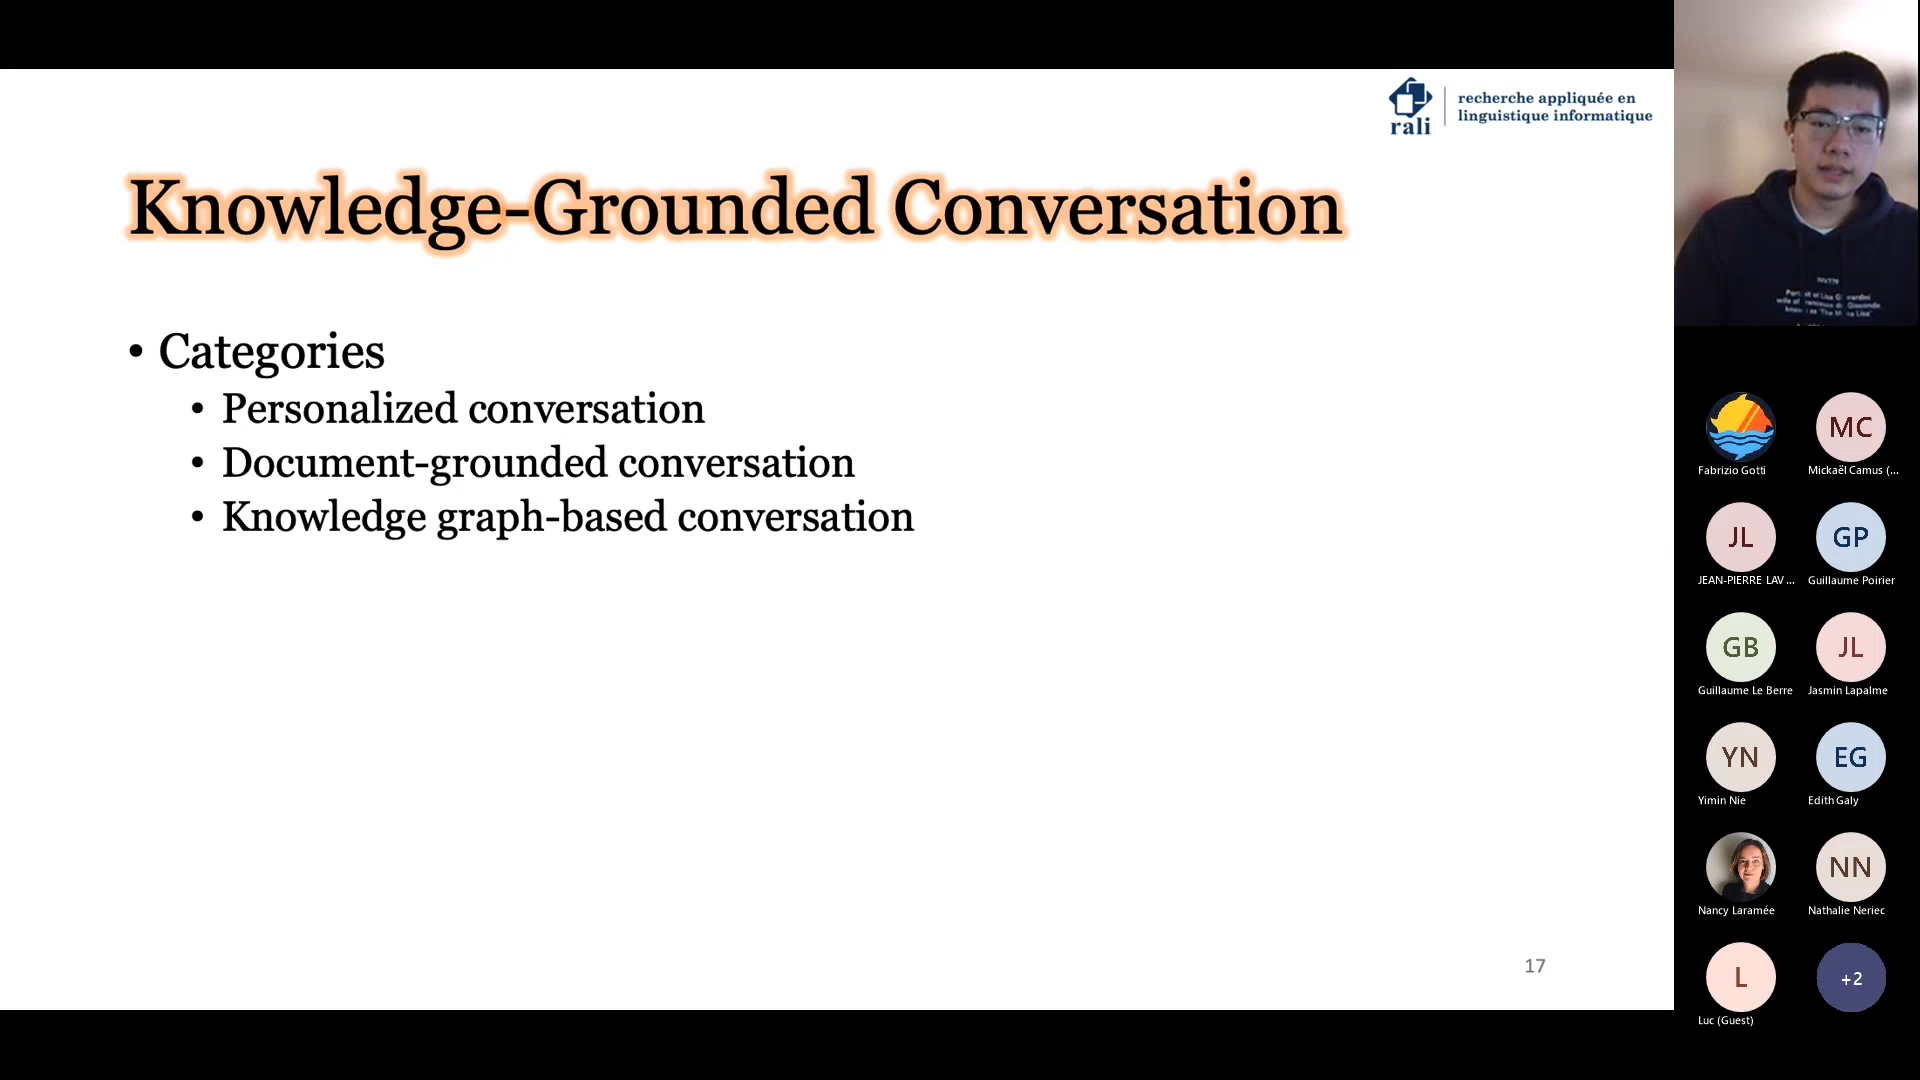 rali
recherche appliquée en
linguistique informatique
Knowledge-Grounded Conversation
• Categories
• Personalized conversation
• Document-grounded conversation
• Knowledge graph-based conversation
17
MC
Fabrizio Gotti
Mickaël Camus (...
JL
GP
JEAN-PIERRE LAV...
Guillaume Poirier
GB
JL
Guillaume Le Berre
Jasmin Lapalme
YN
EG
Yimin Nie
Edith Galy
NN
Nancy Laramée
Nathalie Neriec
L
+2
Luc (Guest)